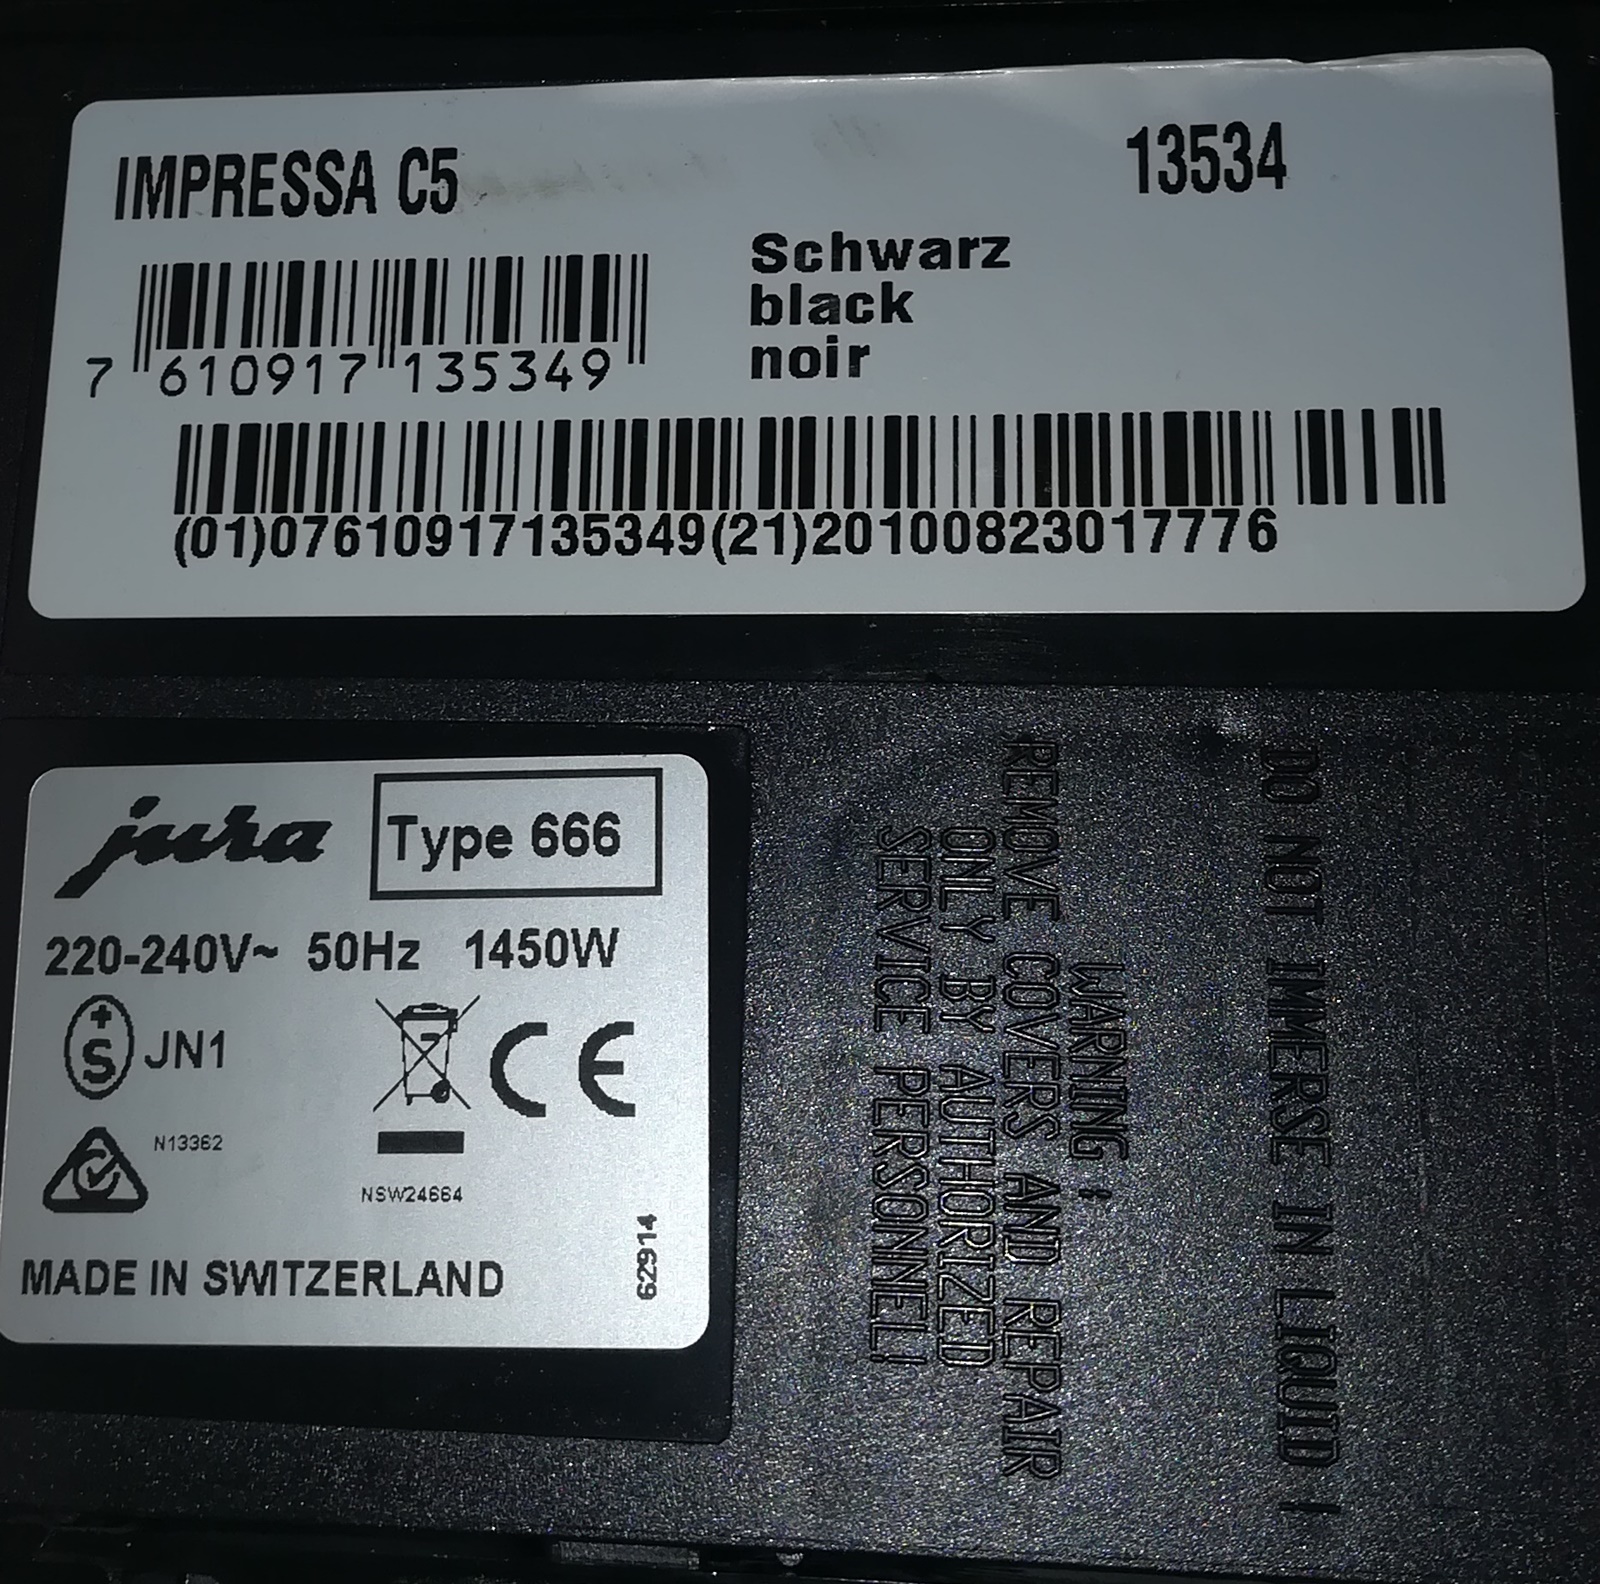 IMPRESSA C5
13534
Schwarz
black
noir
7 610917 135349
(01)07610917135349(21)20100823017776
jura
Type 666
220-240V~ 50Hz 1450W
+
S
JN1
CE
N13362
NSW24664
62914
MADE IN SWITZERLAND
DO NOT IMMERSE IN LIQUID !
WARNING :
REMOVE COVERS AND REPAIR
ONLY BY AUTHORIZED
SERVICE PERSONNEL!